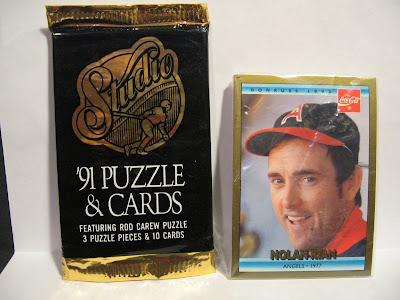 Studio
'91 PUZZLE
& CARDS
FEATURING ROD CAREW PUZZLE
3 PUZZLE PIECES & 10 CARDS
DONRUSS 1992
Coca-Cola
NOLAN RYAN
ANGELS • 1977